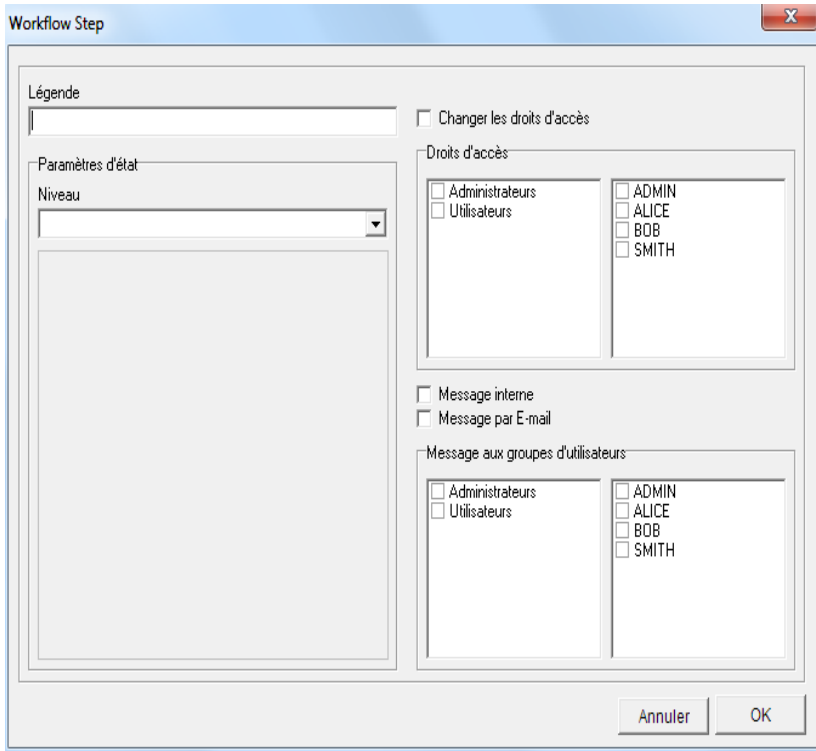 Workflow Step
Légende
Changer les droits d'accès
Paramètres d'état
Niveau
Droits d'accès
Administrateurs
Utilisateurs
ADMIN
ALICE
BOB
SMITH
Message interne
Message par E-mail
Message aux groupes d'utilisateurs
Administrateurs
Utilisateurs
ADMIN
ALICE
BOB
SMITH
Annuler
OK